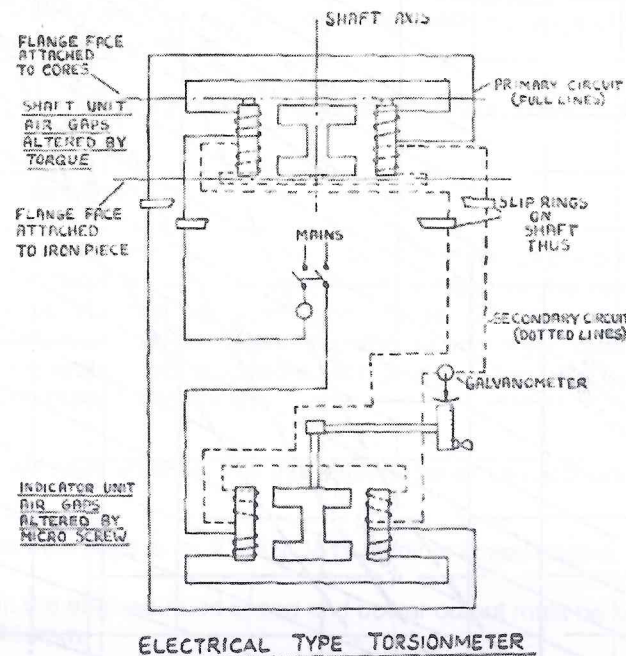 SHAFT AXIS
FLANGE FACE
ATTACHED
TO CORES
PRIMARY CIRCUIT
(FULL LINES)
SHAFT UNIT
AIR GAPS
ALTERED BY
TORQUE
FLANGE FACE
ATTACHED
TO IRON PIECE
SLIP RINGS
ON
SHAFT
THUS
MAINS
SECONDARY CIRCUIT
(DOTTED LINES)
GALVANOMETER
INDICATOR UNIT
AIR GAPS
ALTERED BY
MICRO SCREW
ELECTRICAL TYPE TORSIONMETER